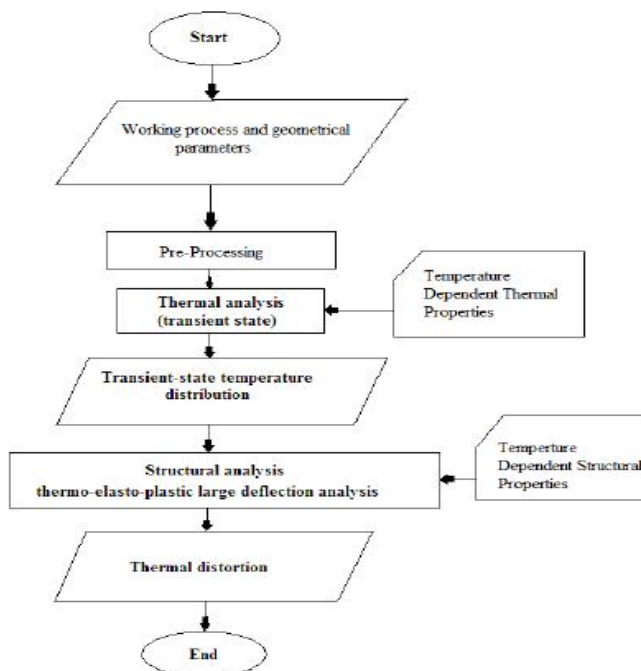 Start
Working process and geometrical
parameters
Pre-Processing
Thermal analysis
(transient state)
Temperature
Dependent Thermal
Properties
Transient-state temperature
distribution
Structural analysis
thermo-elasto-plastic large deflection analysis
Temperture
Dependent Structural
Properties
Thermal distortion
End